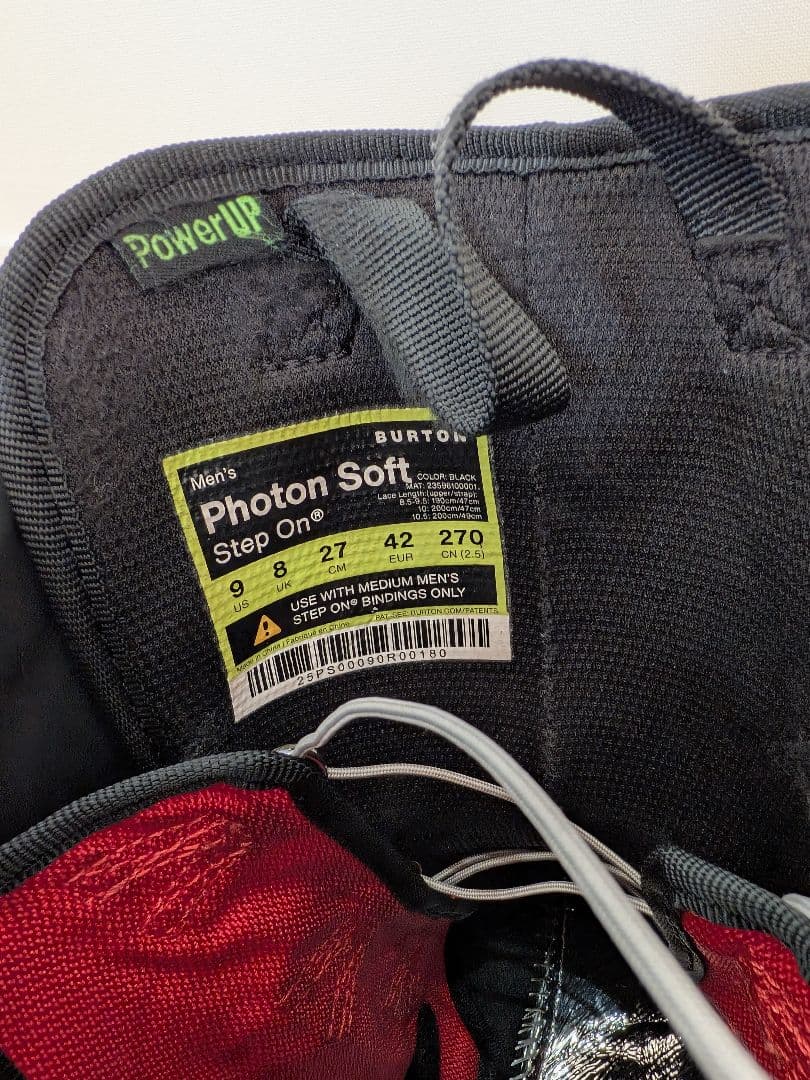 PowerUP
BURTON
Men's
Photon Soft
Step On®
COLOR: BLACK
MAT: 23596100001
Lace Length:(upper/strap):
8.5-9.5: 190cm/47cm
10: 200cm/47cm
10.5: 200cm/49cm
9 8 27 42 270
US UK CM EUR CN (2.5)
USE WITH MEDIUM MEN'S
STEP ON® BINDINGS ONLY
Made in China / Fabriqué en Chine PAT. SEE: BURTON.COM/PATENTS
25PS00090R00180